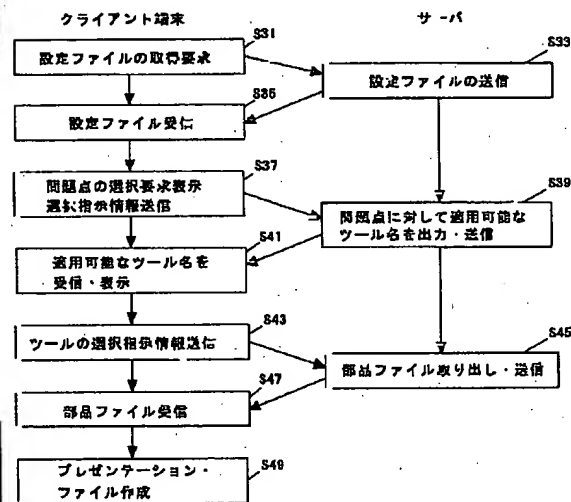 クライアント端末
サーバ
S31
設定ファイルの取得要求
S33
設定ファイルの送信
S35
設定ファイル受信
S37
問題点の選択要求表示
選択指示情報送信
S39
問題点に対して適用可能な
ツール名を出力・送信
S41
適用可能なツール名を
受信・表示
S43
ツールの選択指示情報送信
S45
部品ファイル取り出し・送信
S47
部品ファイル受信
S49
プレゼンテーション・
ファイル作成